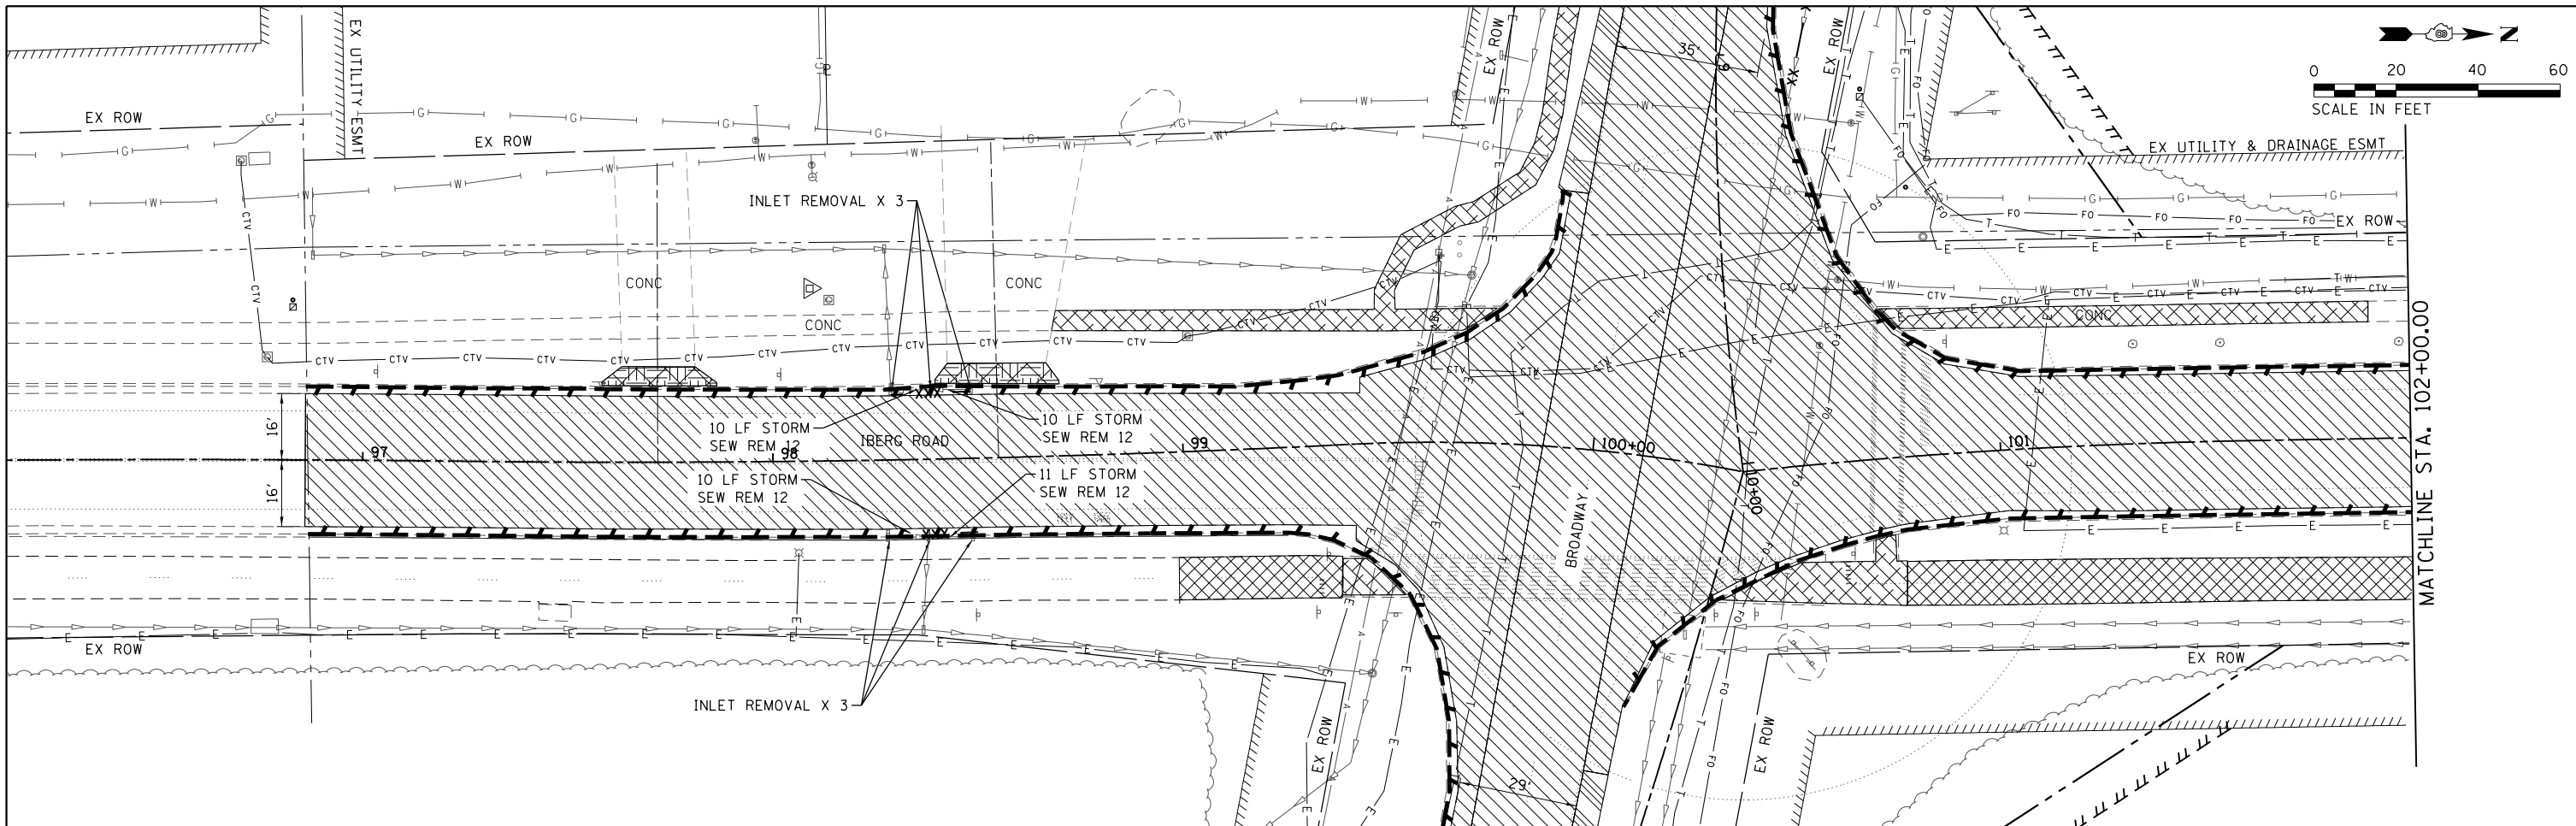 EX UTILITY ESMT
EX ROW
EX ROW
EX ROW
EX ROW
35'
N
0 20 40 60
SCALE IN FEET
EX UTILITY & DRAINAGE ESMT
EX ROW
INLET REMOVAL X 3
CONC
CONC
CONC
CONC
16'
16'
97
98
99
100+00
101
10 LF STORM
SEW REM 12
IBERG ROAD
10 LF STORM
SEW REM 12
10 LF STORM
SEW REM 12
11 LF STORM
SEW REM 12
BROADWAY
100+00
MATCHLINE STA. 102+00.00
EX ROW
INLET REMOVAL X 3
EX ROW
EX ROW
EX ROW
29'